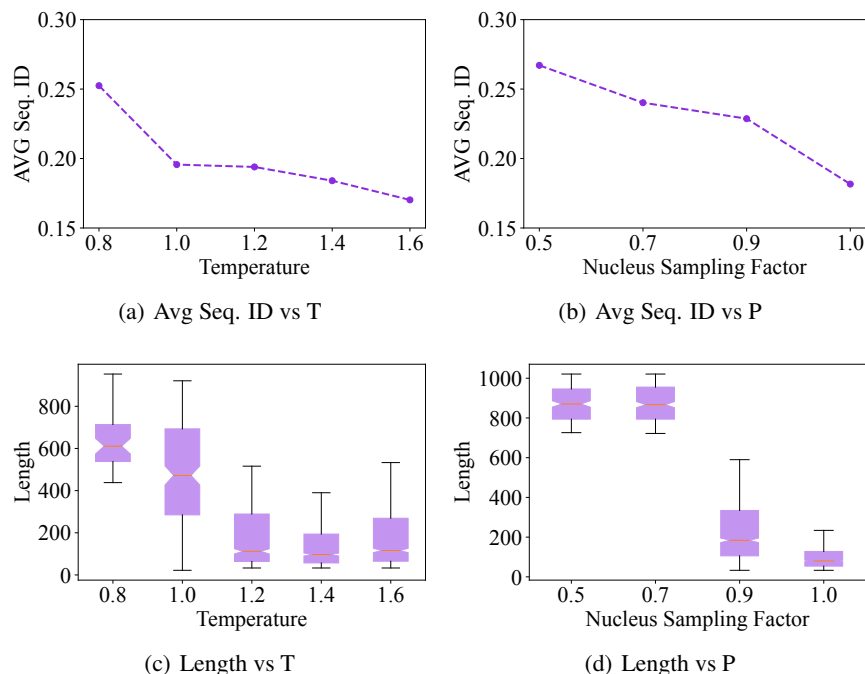 0.30
0.25
0.20
0.15
AVG Seq. ID
0.8 1.0 1.2 1.4 1.6
Temperature
(a) Avg Seq. ID vs T
0.30
0.25
0.20
0.15
AVG Seq. ID
0.5 0.7 0.9 1.0
Nucleus Sampling Factor
(b) Avg Seq. ID vs P
800
600
400
200
0
Length
0.8 1.0 1.2 1.4 1.6
Temperature
(c) Length vs T
1000
800
600
400
200
0
Length
0.5 0.7 0.9 1.0
Nucleus Sampling Factor
(d) Length vs P